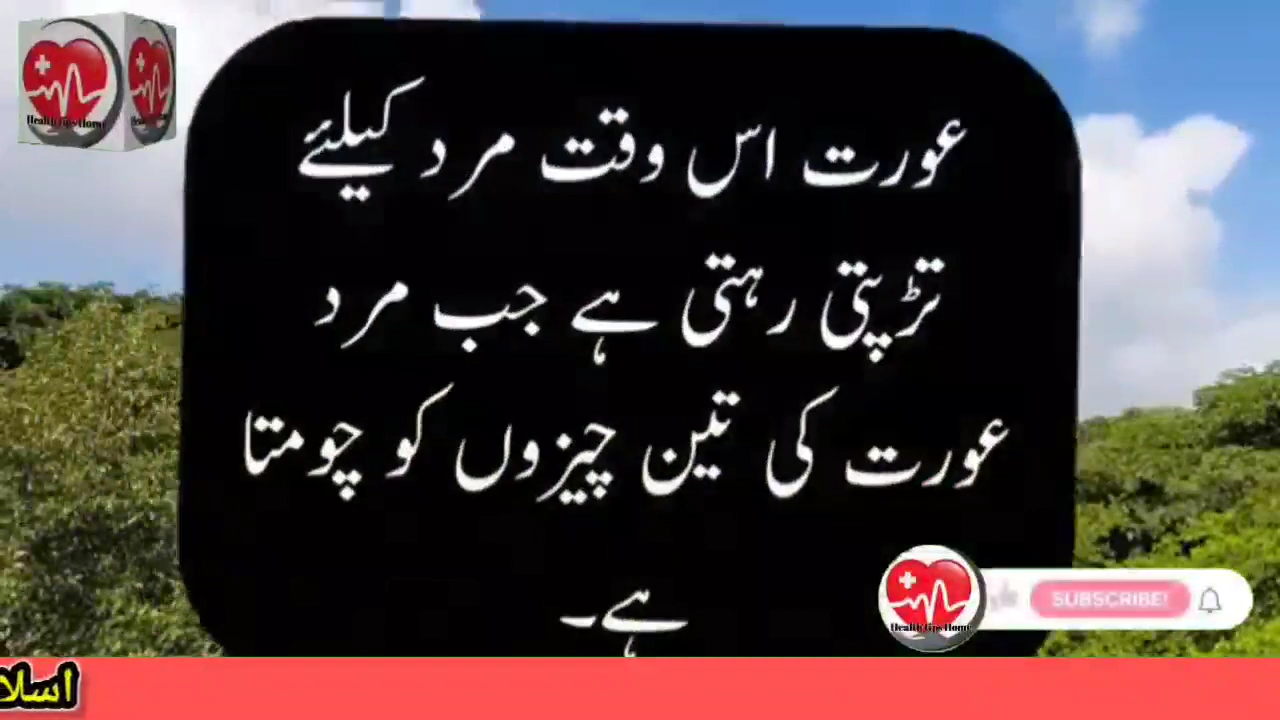 عورت اس وقت مرد کیلئے
تڑپتی رہتی ہے جب مرد
عورت کی تین چیزوں کو چومتا
ہے۔
SUBSCRIBE!